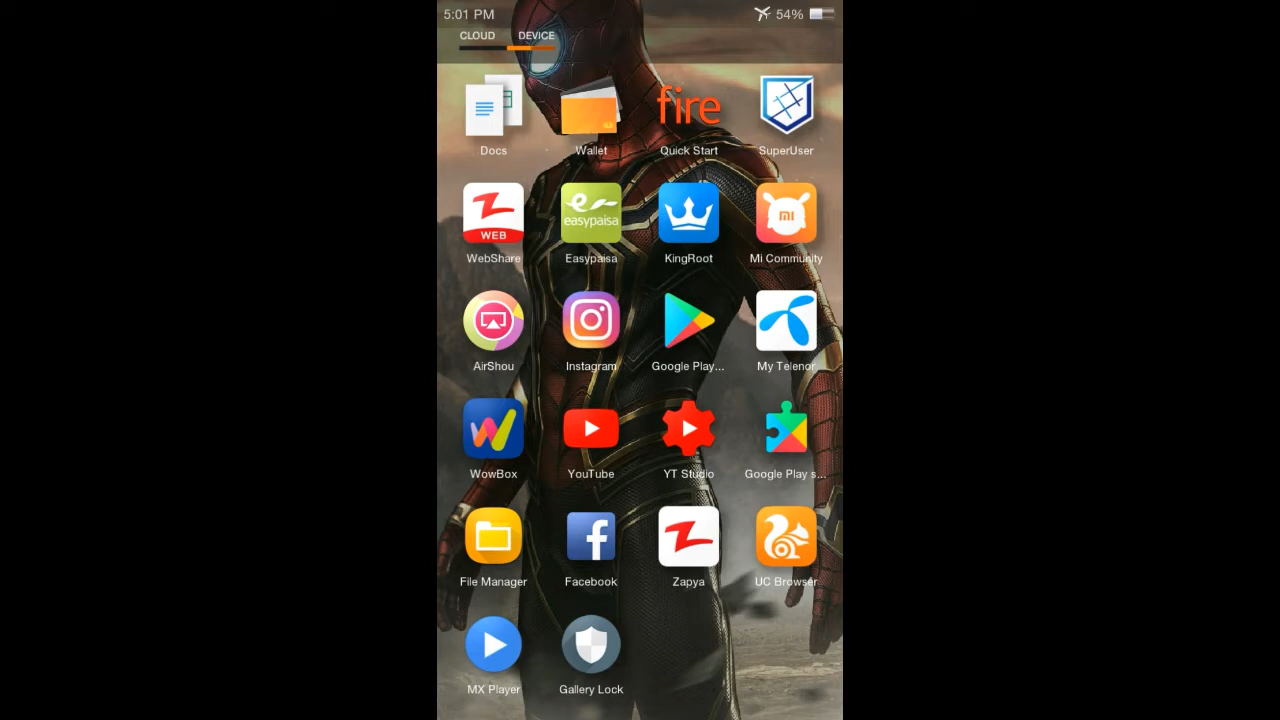 5:01 PM 54%
CLOUD DEVICE
fire
Docs Wallet Quick Start SuperUser
WEB easypaisa mi
WebShare Easypaisa KingRoot Mi Community
AirShou Instagram Google Play... My Telenor
WowBox YouTube YT Studio Google Play s...
File Manager Facebook Zapya UC Browser
MX Player Gallery Lock